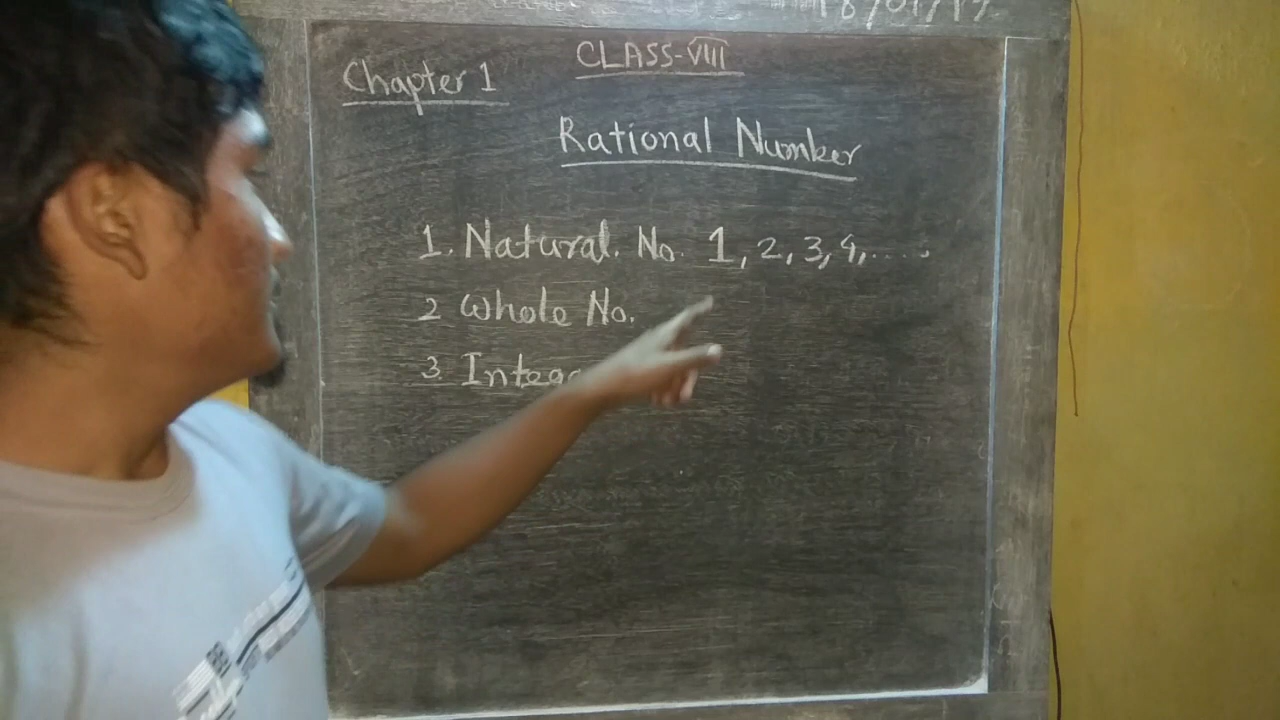 CLASS-VIII
Chapter 1
Rational Number
1. Natural. No. 1, 2, 3, 4, .....
2 Whole No.
3. Integ